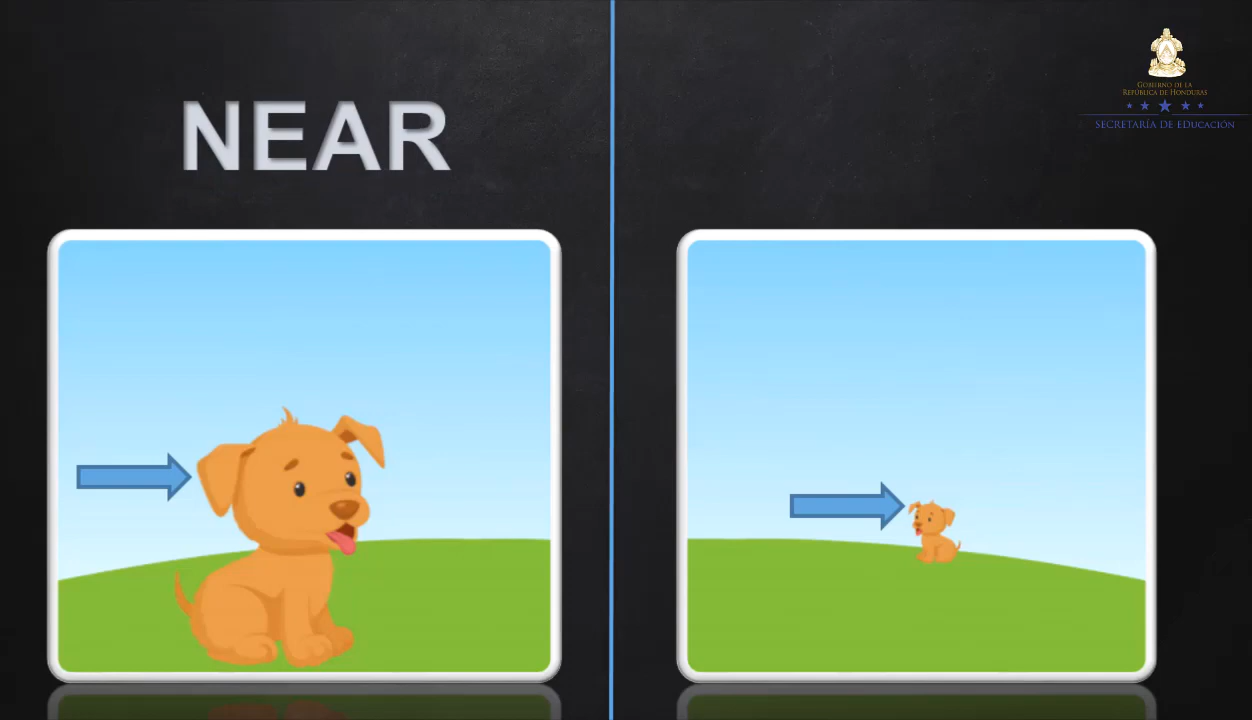 NEAR
GOBIERNO DE LA
REPÚBLICA DE HONDURAS
SECRETARÍA DE EDUCACIÓN